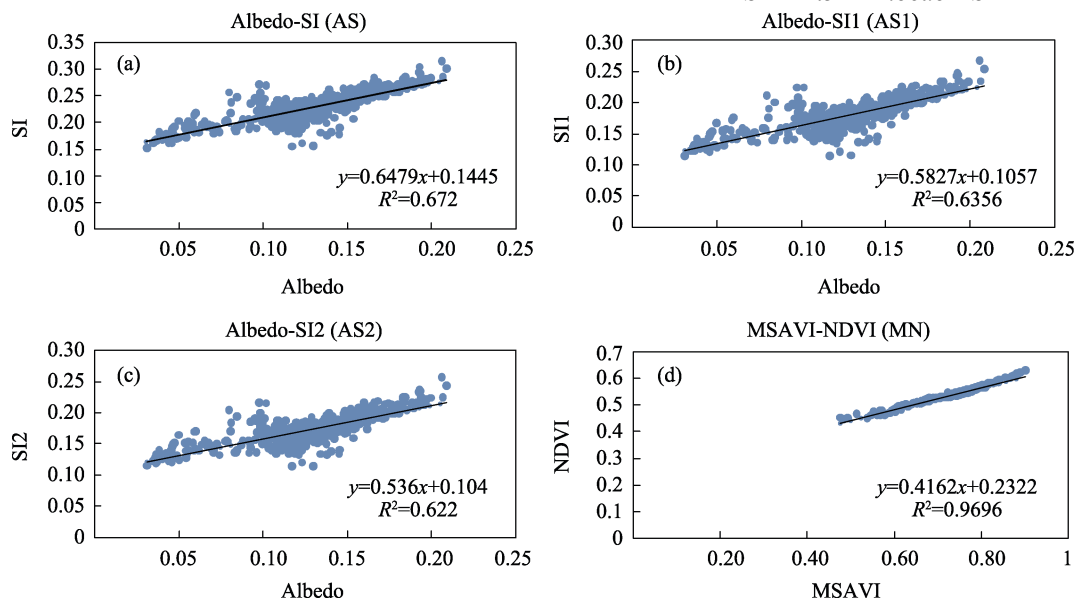 Albedo-SI (AS)
(a)
0.35
0.30
0.25
0.20
0.15
0.10
0.05
0
SI
y=0.6479x+0.1445
R²=0.672
0.05 0.10 0.15 0.20 0.25
Albedo
Albedo-SI1 (AS1)
(b)
0.30
0.25
0.20
0.15
0.10
0.05
0
SI1
y=0.5827x+0.1057
R²=0.6356
0.05 0.10 0.15 0.20 0.25
Albedo
Albedo-SI2 (AS2)
(c)
0.30
0.25
0.20
0.15
0.10
0.05
0
SI2
y=0.536x+0.104
R²=0.622
0.05 0.10 0.15 0.20 0.25
Albedo
MSAVI-NDVI (MN)
(d)
0.7
0.6
0.5
0.4
0.3
0.2
0.1
0
NDVI
y=0.4162x+0.2322
R²=0.9696
0.20 0.40 0.60 0.80 1
MSAVI